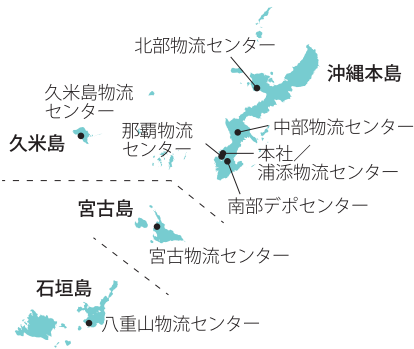 北部物流センター
沖縄本島
久米島物流
センター
久米島
那覇物流
センター
中部物流センター
本社／
浦添物流センター
南部デポセンター
宮古島
宮古物流センター
石垣島
八重山物流センター